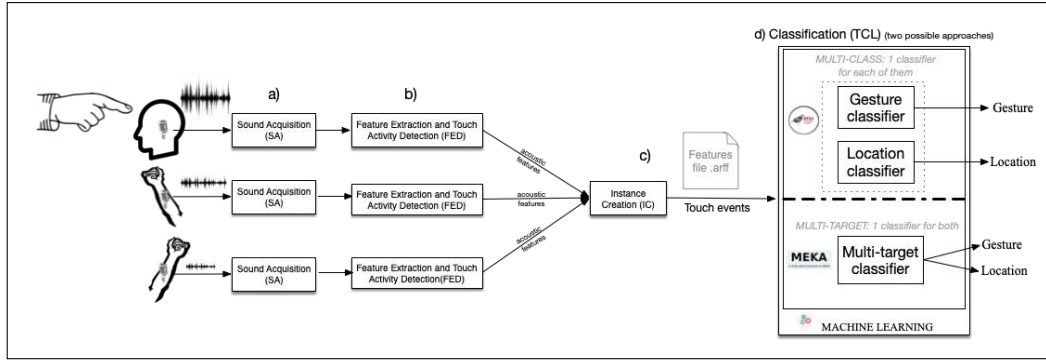 d) Classification (TCL) (two possible approaches)
MULTI-CLASS: 1 classifier
for each of them
a)
b)
Gesture
classifier
Gesture
Sound Acquisition
(SA)
Feature Extraction and Touch
Activity Detection (FED)
acoustic
features
c)
Features
file .arff
Location
classifier
Location
Sound Acquisition
(SA)
Feature Extraction and Touch
Activity Detection (FED)
acoustic
features
Instance
Creation (IC)
Touch events
MULTI-TARGET: 1 classifier for both
acoustic
features
MEKA
Multi-target
classifier
Gesture
Location
Sound Acquisition
(SA)
Feature Extraction and Touch
Activity Detection(FED)
MACHINE LEARNING